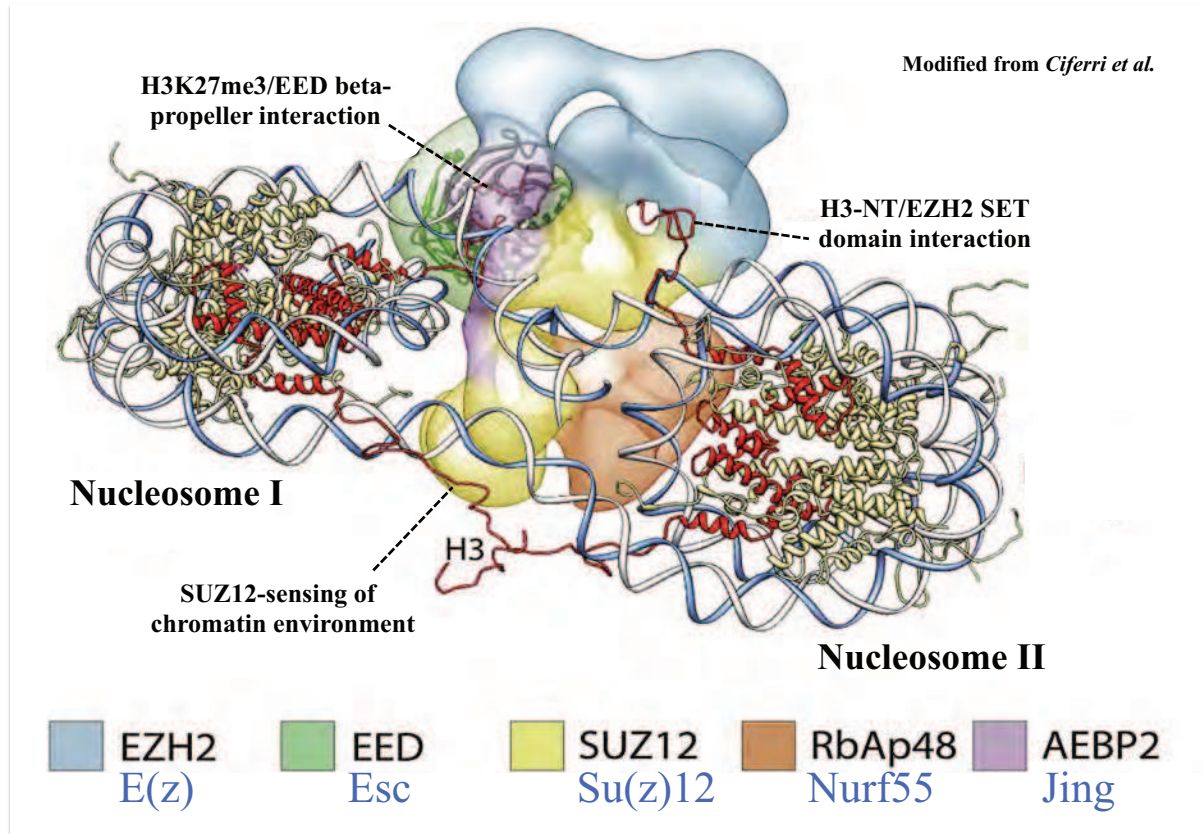 Modified from Ciferri et al.
H3K27me3/EED beta-
propeller interaction
H3-NT/EZH2 SET
domain interaction
Nucleosome I
H3
SUZ12-sensing of
chromatin environment
Nucleosome II
EZH2
E(z)
EED
Esc
SUZ12
Su(z)12
RbAp48
Nurf55
AEBP2
Jing